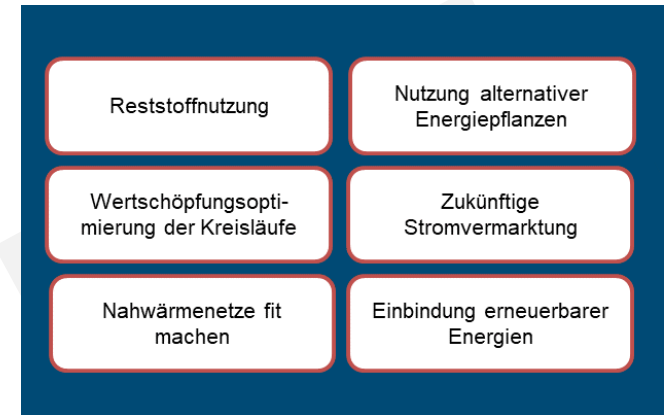 Reststoffnutzung
Nutzung alternativer
Energiepflanzen
Wertschöpfungsopti-
mierung der Kreisläufe
Zukünftige
Stromvermarktung
Nahwärmenetze fit
machen
Einbindung erneuerbarer
Energien